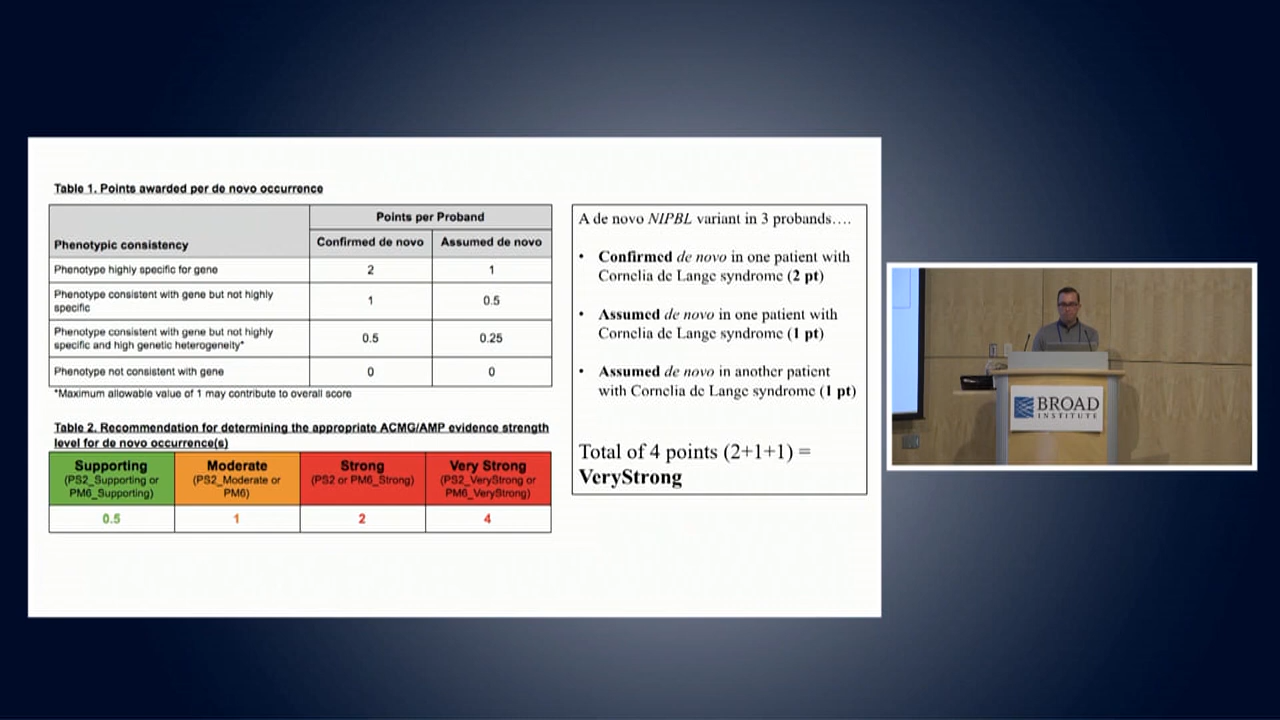 Table 1. Points awarded per de novo occurrence
Phenotypic consistency
Points per Proband
Confirmed de novo
Assumed de novo
Phenotype highly specific for gene
2
1
Phenotype consistent with gene but not highly
specific
1
0.5
Phenotype consistent with gene but not highly
specific and high genetic heterogeneity*
0.5
0.25
Phenotype not consistent with gene
0
0
*Maximum allowable value of 1 may contribute to overall score
Table 2. Recommendation for determining the appropriate ACMG/AMP evidence strength
level for de novo occurrence(s)
Supporting
(PS2_Supporting or
PM6_Supporting)
Moderate
(PS2_Moderate or
PM6)
Strong
(PS2 or PM6_Strong)
Very Strong
(PS2_VeryStrong or
PM6_VeryStrong)
0.5
1
2
4
A de novo NIPBL variant in 3 probands….
• Confirmed de novo in one patient with
Cornelia de Lange syndrome (2 pt)
• Assumed de novo in one patient with
Cornelia de Lange syndrome (1 pt)
• Assumed de novo in another patient
with Cornelia de Lange syndrome (1 pt)
Total of 4 points (2+1+1) =
VeryStrong
BROAD
INSTITUTE